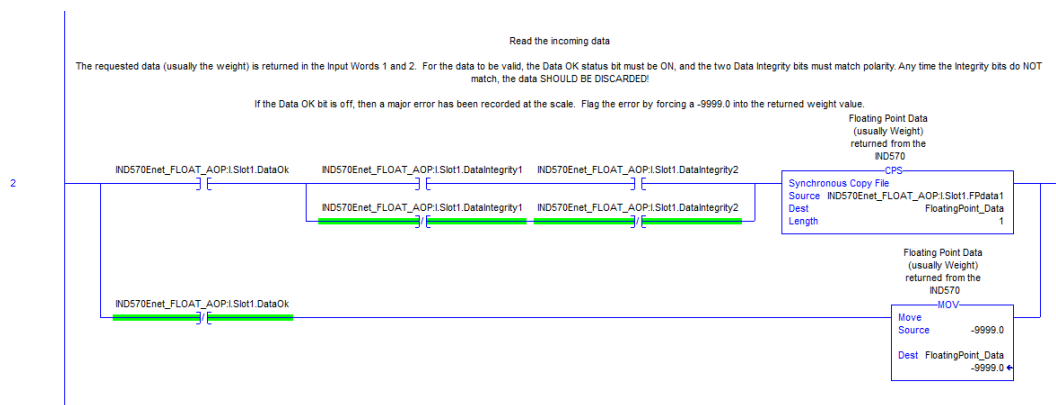 Read the incoming data
The requested data (usually the weight) is returned in the Input Words 1 and 2. For the data to be valid, the Data OK status bit must be ON, and the two Data Integrity bits must match polarity. Any time the Integrity bits do NOT
match, the data SHOULD BE DISCARDED!
If the Data OK bit is off, then a major error has been recorded at the scale. Flag the error by forcing a -9999.0 into the returned weight value.
Floating Point Data
(usually Weight)
returned from the
IND570
2
IND570Enet_FLOAT_AOP:I.Slot1.DataOk
IND570Enet_FLOAT_AOP:I.Slot1.DataIntegrity1
IND570Enet_FLOAT_AOP:I.Slot1.DataIntegrity2
CPS
Synchronous Copy File
Source IND570Enet_FLOAT_AOP:I.Slot1.FPdata1
Dest FloatingPoint_Data
Length 1
IND570Enet_FLOAT_AOP:I.Slot1.DataIntegrity1
IND570Enet_FLOAT_AOP:I.Slot1.DataIntegrity2
Floating Point Data
(usually Weight)
returned from the
IND570
IND570Enet_FLOAT_AOP:I.Slot1.DataOk
MOV
Move
Source -9999.0
Dest FloatingPoint_Data
-9999.0